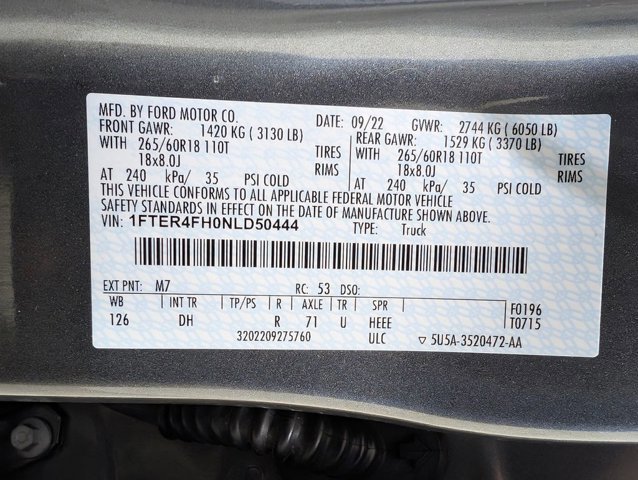 MFD. BY FORD MOTOR CO. DATE: 09/22 GVWR: 2744 KG ( 6050 LB)
FRONT GAWR: 1420 KG ( 3130 LB) REAR GAWR: 1529 KG ( 3370 LB)
WITH 265/60R18 110T TIRES WITH 265/60R18 110T TIRES
18x8.0J RIMS 18x8.0J RIMS
AT 240 kPa/ 35 PSI COLD AT 240 kPa/ 35 PSI COLD
THIS VEHICLE CONFORMS TO ALL APPLICABLE FEDERAL MOTOR VEHICLE
SAFETY STANDARDS IN EFFECT ON THE DATE OF MANUFACTURE SHOWN ABOVE.
VIN: 1FTER4FH0NLD50444 TYPE: Truck
EXT PNT: M7 RC: 53 DSO:
WB INT TR TP/PS R AXLE TR SPR F0196
126 DH R 71 U HEEE T0715
3202209275760 ULC ▽ 5U5A-3520472-AA